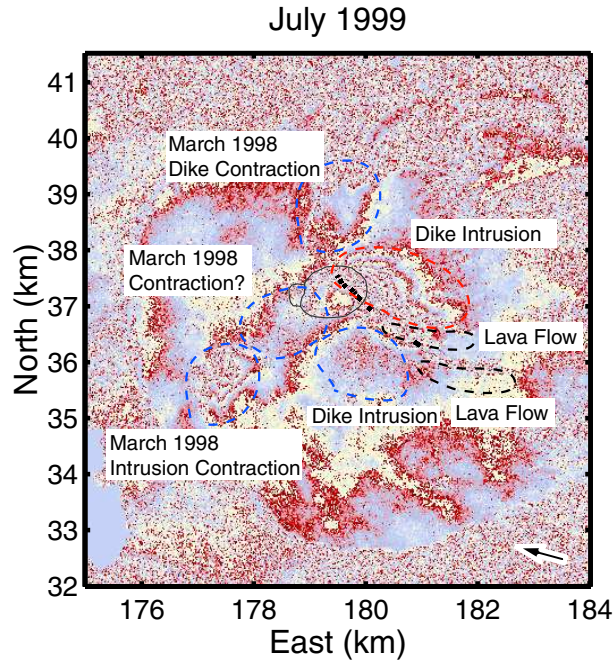 July 1999
41
40
39
38
37
36
35
34
33
32
North (km)
March 1998
Dike Contraction
Dike Intrusion
March 1998
Contraction?
Lava Flow
Dike Intrusion
Lava Flow
March 1998
Intrusion Contraction
176
178
180
182
184
East (km)